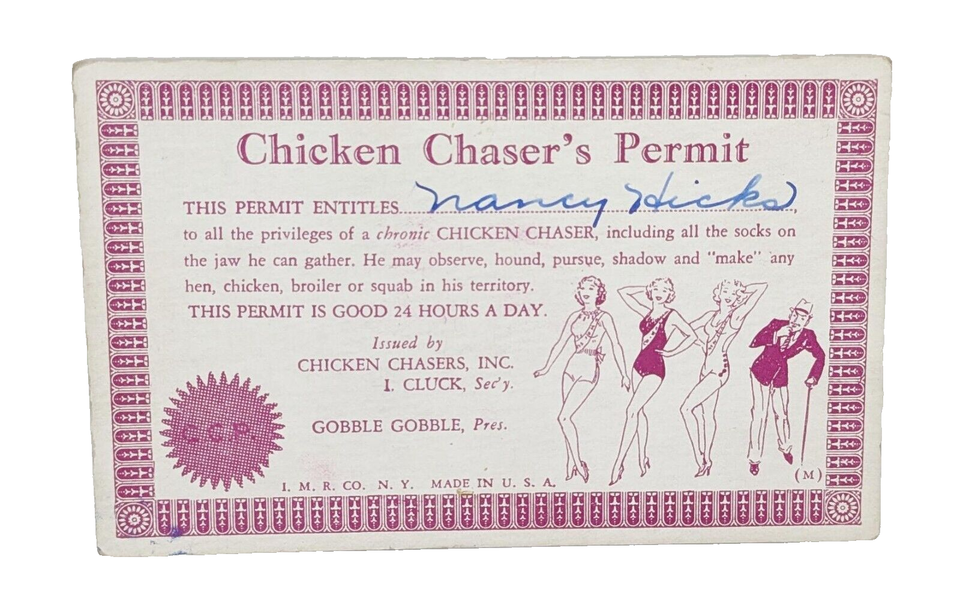 Chicken Chaser's Permit
THIS PERMIT ENTITLES Nancy Hicks,
to all the privileges of a chronic CHICKEN CHASER, including all the socks on
the jaw he can gather. He may observe, hound, pursue, shadow and "make" any
hen, chicken, broiler or squab in his territory.
THIS PERMIT IS GOOD 24 HOURS A DAY.
Issued by
CHICKEN CHASERS, INC.
I. CLUCK, Sec'y.
C C P
GOBBLE GOBBLE, Pres.
(M)
I. M. R. CO. N. Y. MADE IN U. S. A.